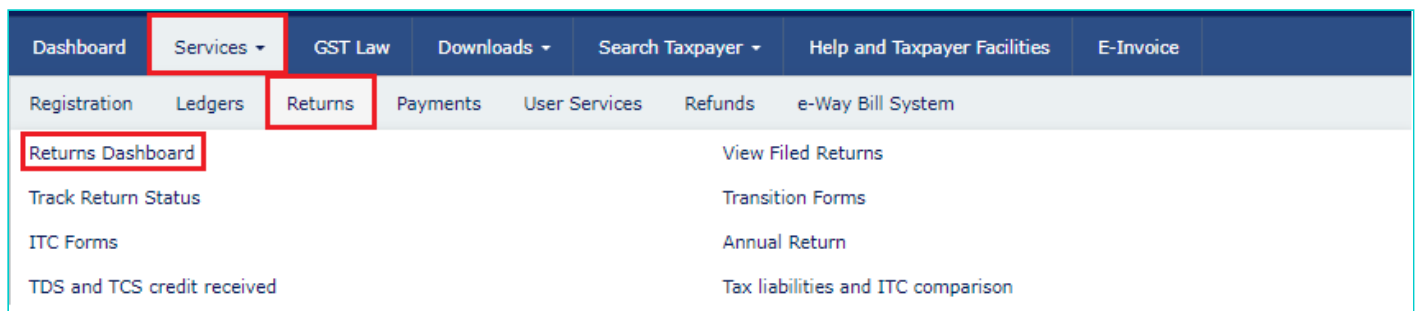 Dashboard Services GST Law Downloads Search Taxpayer Help and Taxpayer Facilities E-Invoice
Registration Ledgers Returns Payments User Services Refunds e-Way Bill System
Returns Dashboard View Filed Returns
Track Return Status Transition Forms
ITC Forms Annual Return
TDS and TCS credit received Tax liabilities and ITC comparison